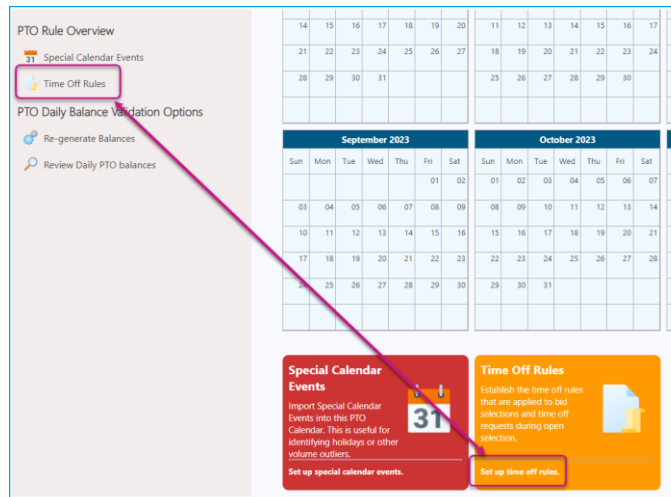 PTO Rule Overview
31 Special Calendar Events
Time Off Rules
PTO Daily Balance Validation Options
Re-generate Balances
Review Daily PTO balances
14 15 16 17 18 19 20
21 22 23 24 25 26 27
28 29 30 31
11 12 13 14 15 16 17
18 19 20 21 22 23 24
25 26 27 28 29 30
September 2023
Sun Mon Tue Wed Thu Fri Sat
01 02
03 04 05 06 07 08 09
10 11 12 13 14 15 16
17 18 19 20 21 22 23
24 25 26 27 28 29 30
October 2023
Sun Mon Tue Wed Thu Fri Sat
01 02 03 04 05 06 07
08 09 10 11 12 13 14
15 16 17 18 19 20 21
22 23 24 25 26 27 28
29 30 31
Special Calendar
Events
Import Special Calendar
Events into this PTO
Calendar. This is useful for
identifying holidays or other
volume outliers.
31
Set up special calendar events.
Time Off Rules
Establish the time off rules
that are applied to bid
selections and time off
requests during open
selection.
Set up time off rules.